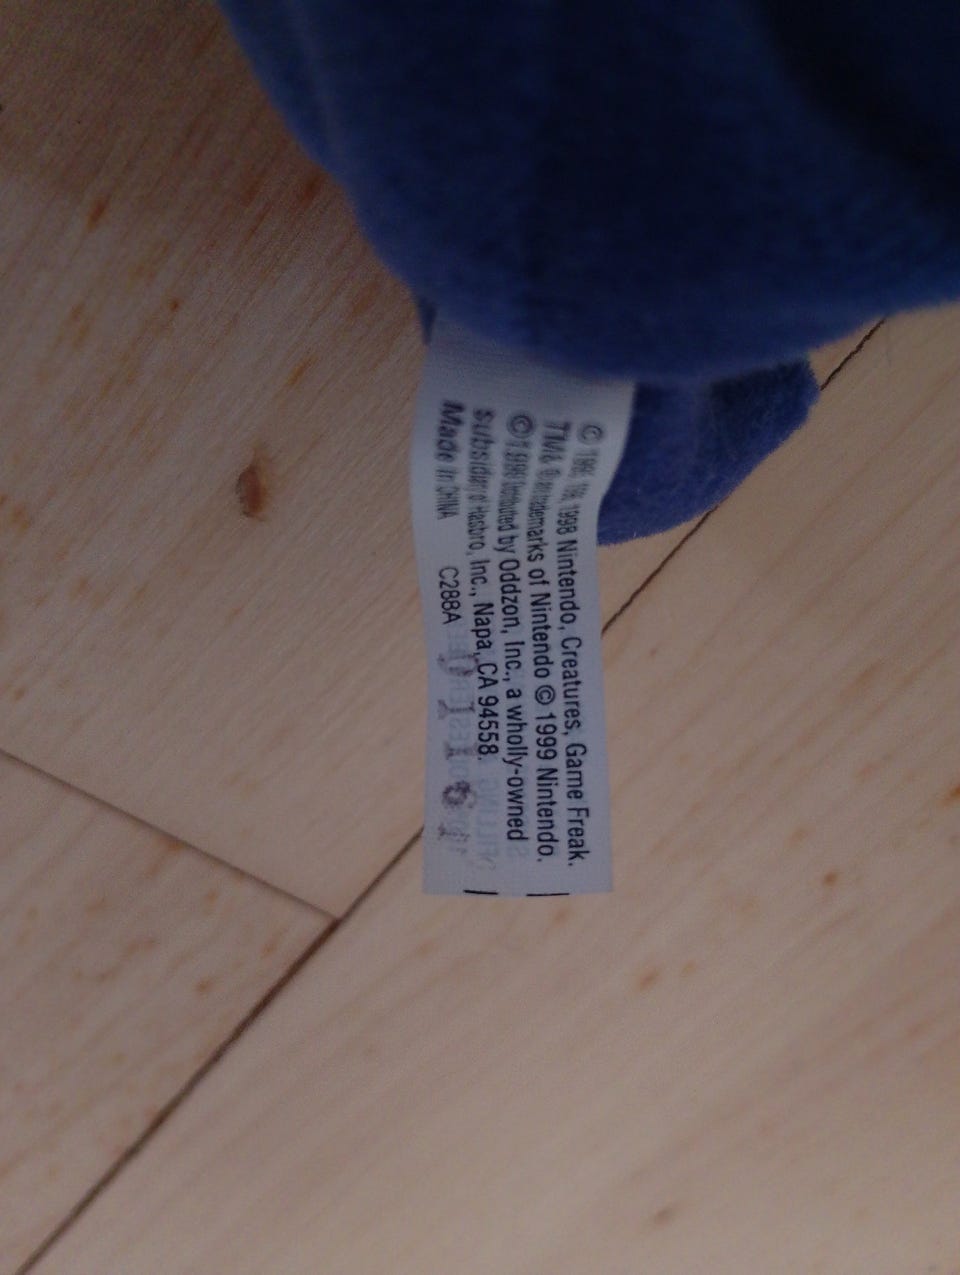 © 1995, 1996, 1998 Nintendo, Creatures, Game Freak.
TM& ® are trademarks of Nintendo © 1999 Nintendo.
©1999 Distributed by Oddzon, Inc., a wholly-owned
subsidiary of Hasbro, Inc., Napa, CA 94558.
Made in CHINA C288A